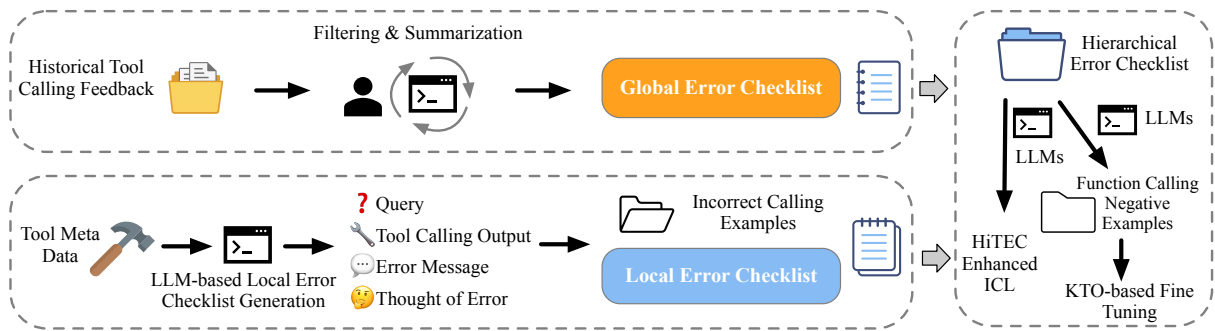 Historical Tool
Calling Feedback
Filtering & Summarization
Global Error Checklist
Tool Meta
Data
LLM-based Local Error
Checklist Generation
Query
Tool Calling Output
Error Message
Thought of Error
Incorrect Calling
Examples
Local Error Checklist
Hierarchical
Error Checklist
LLMs
LLMs
HiTEC
Enhanced
ICL
Function Calling
Negative
Examples
KTO-based Fine
Tuning